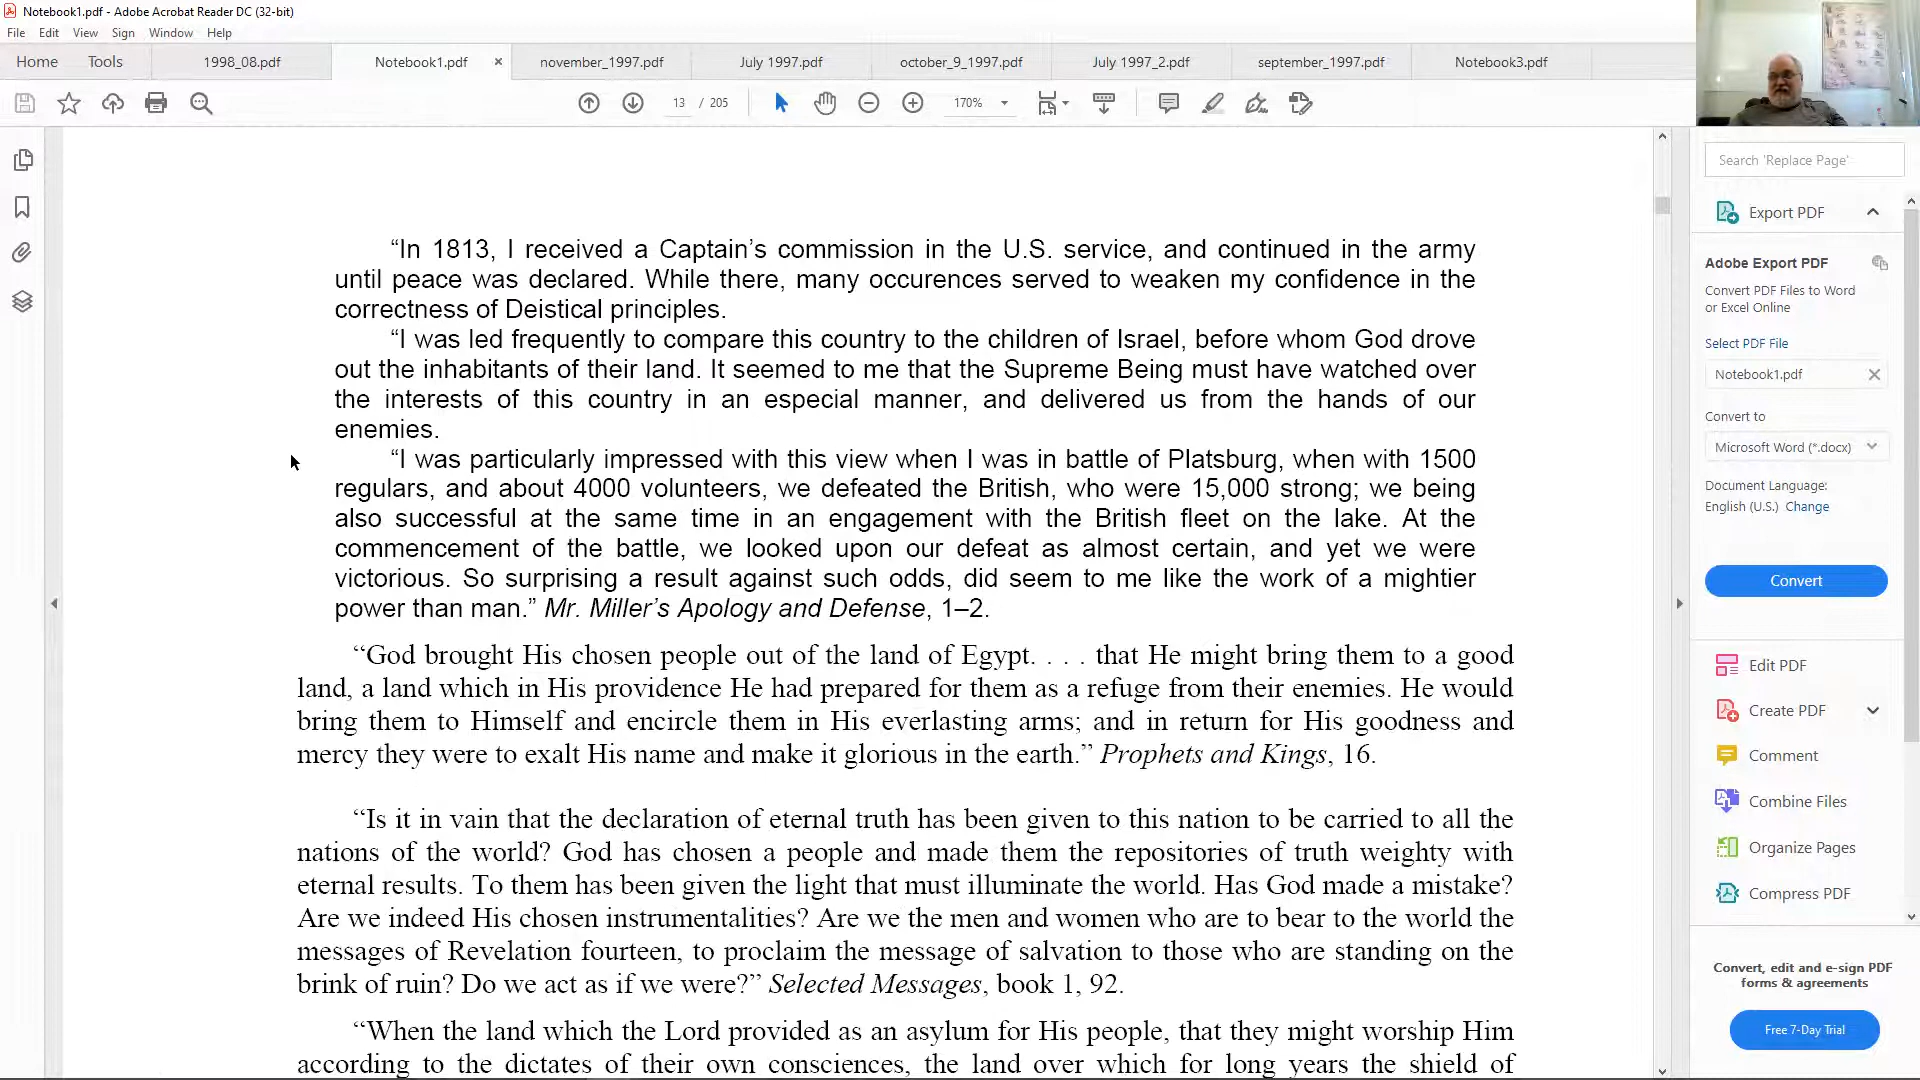 Notebook1.pdf - Adobe Acrobat Reader DC (32-bit)
File Edit View Sign Window Help
Home Tools 1998_08.pdf Notebook1.pdf × november_1997.pdf July 1997.pdf october_9_1997.pdf July 1997_2.pdf september_1997.pdf Notebook3.pdf
13 / 205 170%
“In 1813, I received a Captain’s commission in the U.S. service, and continued in the army
until peace was declared. While there, many occurences served to weaken my confidence in the
correctness of Deistical principles.
“I was led frequently to compare this country to the children of Israel, before whom God drove
out the inhabitants of their land. It seemed to me that the Supreme Being must have watched over
the interests of this country in an especial manner, and delivered us from the hands of our
enemies.
“I was particularly impressed with this view when I was in battle of Platsburg, when with 1500
regulars, and about 4000 volunteers, we defeated the British, who were 15,000 strong; we being
also successful at the same time in an engagement with the British fleet on the lake. At the
commencement of the battle, we looked upon our defeat as almost certain, and yet we were
victorious. So surprising a result against such odds, did seem to me like the work of a mightier
power than man.” Mr. Miller’s Apology and Defense, 1–2.
“God brought His chosen people out of the land of Egypt. . . . that He might bring them to a good
land, a land which in His providence He had prepared for them as a refuge from their enemies. He would
bring them to Himself and encircle them in His everlasting arms; and in return for His goodness and
mercy they were to exalt His name and make it glorious in the earth.” Prophets and Kings, 16.
“Is it in vain that the declaration of eternal truth has been given to this nation to be carried to all the
nations of the world? God has chosen a people and made them the repositories of truth weighty with
eternal results. To them has been given the light that must illuminate the world. Has God made a mistake?
Are we indeed His chosen instrumentalities? Are we the men and women who are to bear to the world the
messages of Revelation fourteen, to proclaim the message of salvation to those who are standing on the
brink of ruin? Do we act as if we were?” Selected Messages, book 1, 92.
“When the land which the Lord provided as an asylum for His people, that they might worship Him
according to the dictates of their own consciences, the land over which for long years the shield of
Search 'Replace Page'
Export PDF
Adobe Export PDF
Convert PDF Files to Word
or Excel Online
Select PDF File
Notebook1.pdf
Convert to
Microsoft Word (*.docx)
Document Language:
English (U.S.) Change
Convert
Edit PDF
Create PDF
Comment
Combine Files
Organize Pages
Compress PDF
Convert, edit and e-sign PDF
forms & agreements
Free 7-Day Trial